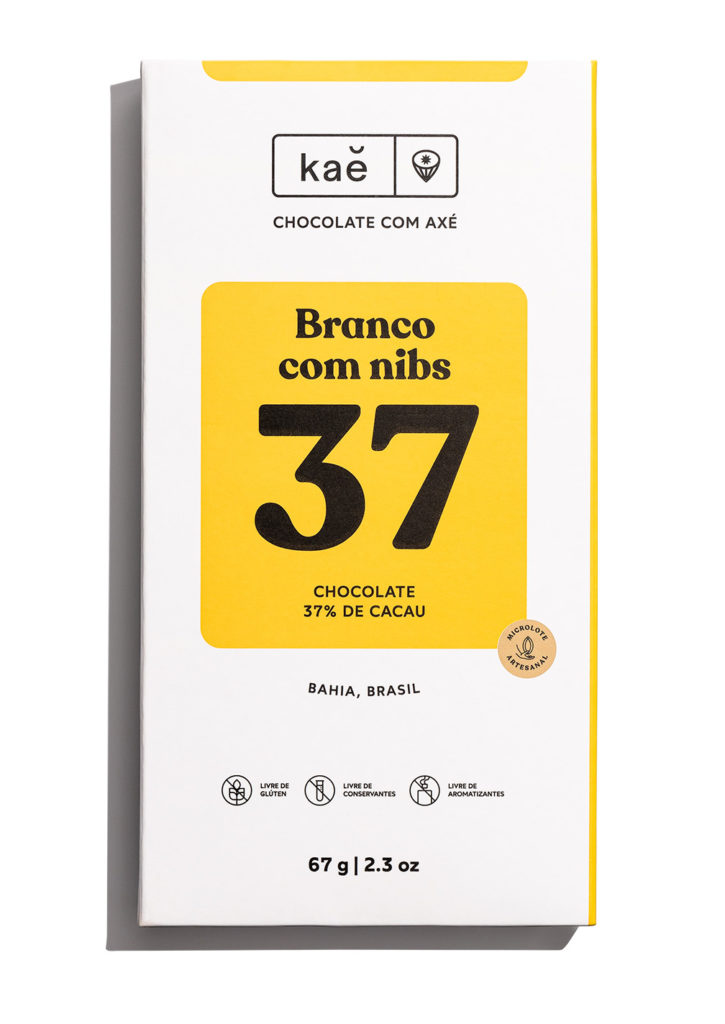 kaĕ
CHOCOLATE COM AXÉ
Branco
com nibs
37
CHOCOLATE
37% DE CACAU
MICROLOTE
ARTESANAL
BAHIA, BRASIL
LIVRE DE
GLÚTEN
LIVRE DE
CONSERVANTES
LIVRE DE
AROMATIZANTES
67 g | 2.3 oz